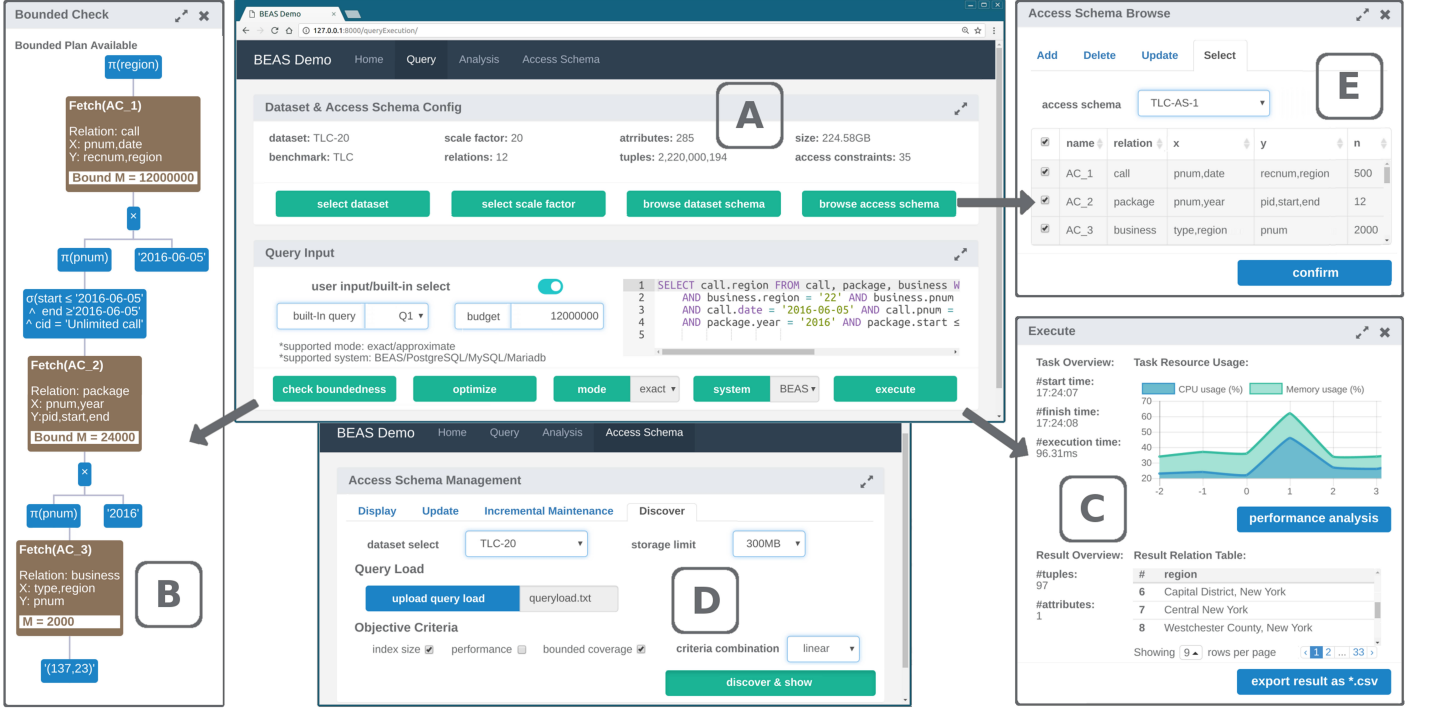 Bounded Check
Bounded Plan Available
π(region)
Fetch(AC_1)
Relation: call
X: pnum,date
Y: recnum,region
Bound M = 12000000
×
π(pnum)
'2016-06-05'
σ(start ≤ '2016-06-05'
^ end ≥'2016-06-05'
^ cid = 'Unlimited call'
Fetch(AC_2)
Relation: package
X: pnum,year
Y:pid,start,end
Bound M = 24000
×
π(pnum)
'2016'
Fetch(AC_3)
Relation: business
X: type,region
Y: pnum
M = 2000
'(137,23)'
B
BEAS Demo ×
127.0.0.1:8000/queryExecution/
BEAS Demo Home Query Analysis Access Schema
Dataset & Access Schema Config
A
dataset: TLC-20 scale factor: 20 atrributes: 285 size: 224.58GB
benchmark: TLC relations: 12 tuples: 2,220,000,194 access constraints: 35
select dataset select scale factor browse dataset schema browse access schema
Query Input
user input/built-in select
built-In query Q1 budget 12000000
*supported mode: exact/approximate
*supported system: BEAS/PostgreSQL/MySQL/Mariadb
1 SELECT call.region FROM call, package, business W
2 AND business.region = '22' AND business.pnum
3 AND call.date = '2016-06-05' AND call.pnum =
4 AND package.year = '2016' AND package.start ≤
5
check boundedness optimize mode exact system BEAS execute
BEAS Demo Home Query Analysis Access Schema
Access Schema Management
Display Update Incremental Maintenance Discover
dataset select TLC-20 storage limit 300MB
Query Load
upload query load queryload.txt
D
Objective Criteria
index size performance bounded coverage criteria combination linear
discover & show
Access Schema Browse
Add Delete Update Select
E
access schema TLC-AS-1
name relation x y n
AC_1 call pnum,date recnum,region 500
AC_2 package pnum,year pid,start,end 12
AC_3 business type,region pnum 2000
confirm
Execute
Task Overview:
#start time:
17:24:07
#finish time:
17:24:08
#execution time:
96.31ms
Task Resource Usage:
CPU usage (%) Memory usage (%)
70
60
50
40
30
20
-2 -1 0 1 2 3
C
performance analysis
Result Overview:
#tuples:
97
#attributes:
1
Result Relation Table:
# region
6 Capital District, New York
7 Central New York
8 Westchester County, New York
Showing 9 rows per page ‹ 1 2 ... 33 ›
export result as *.csv